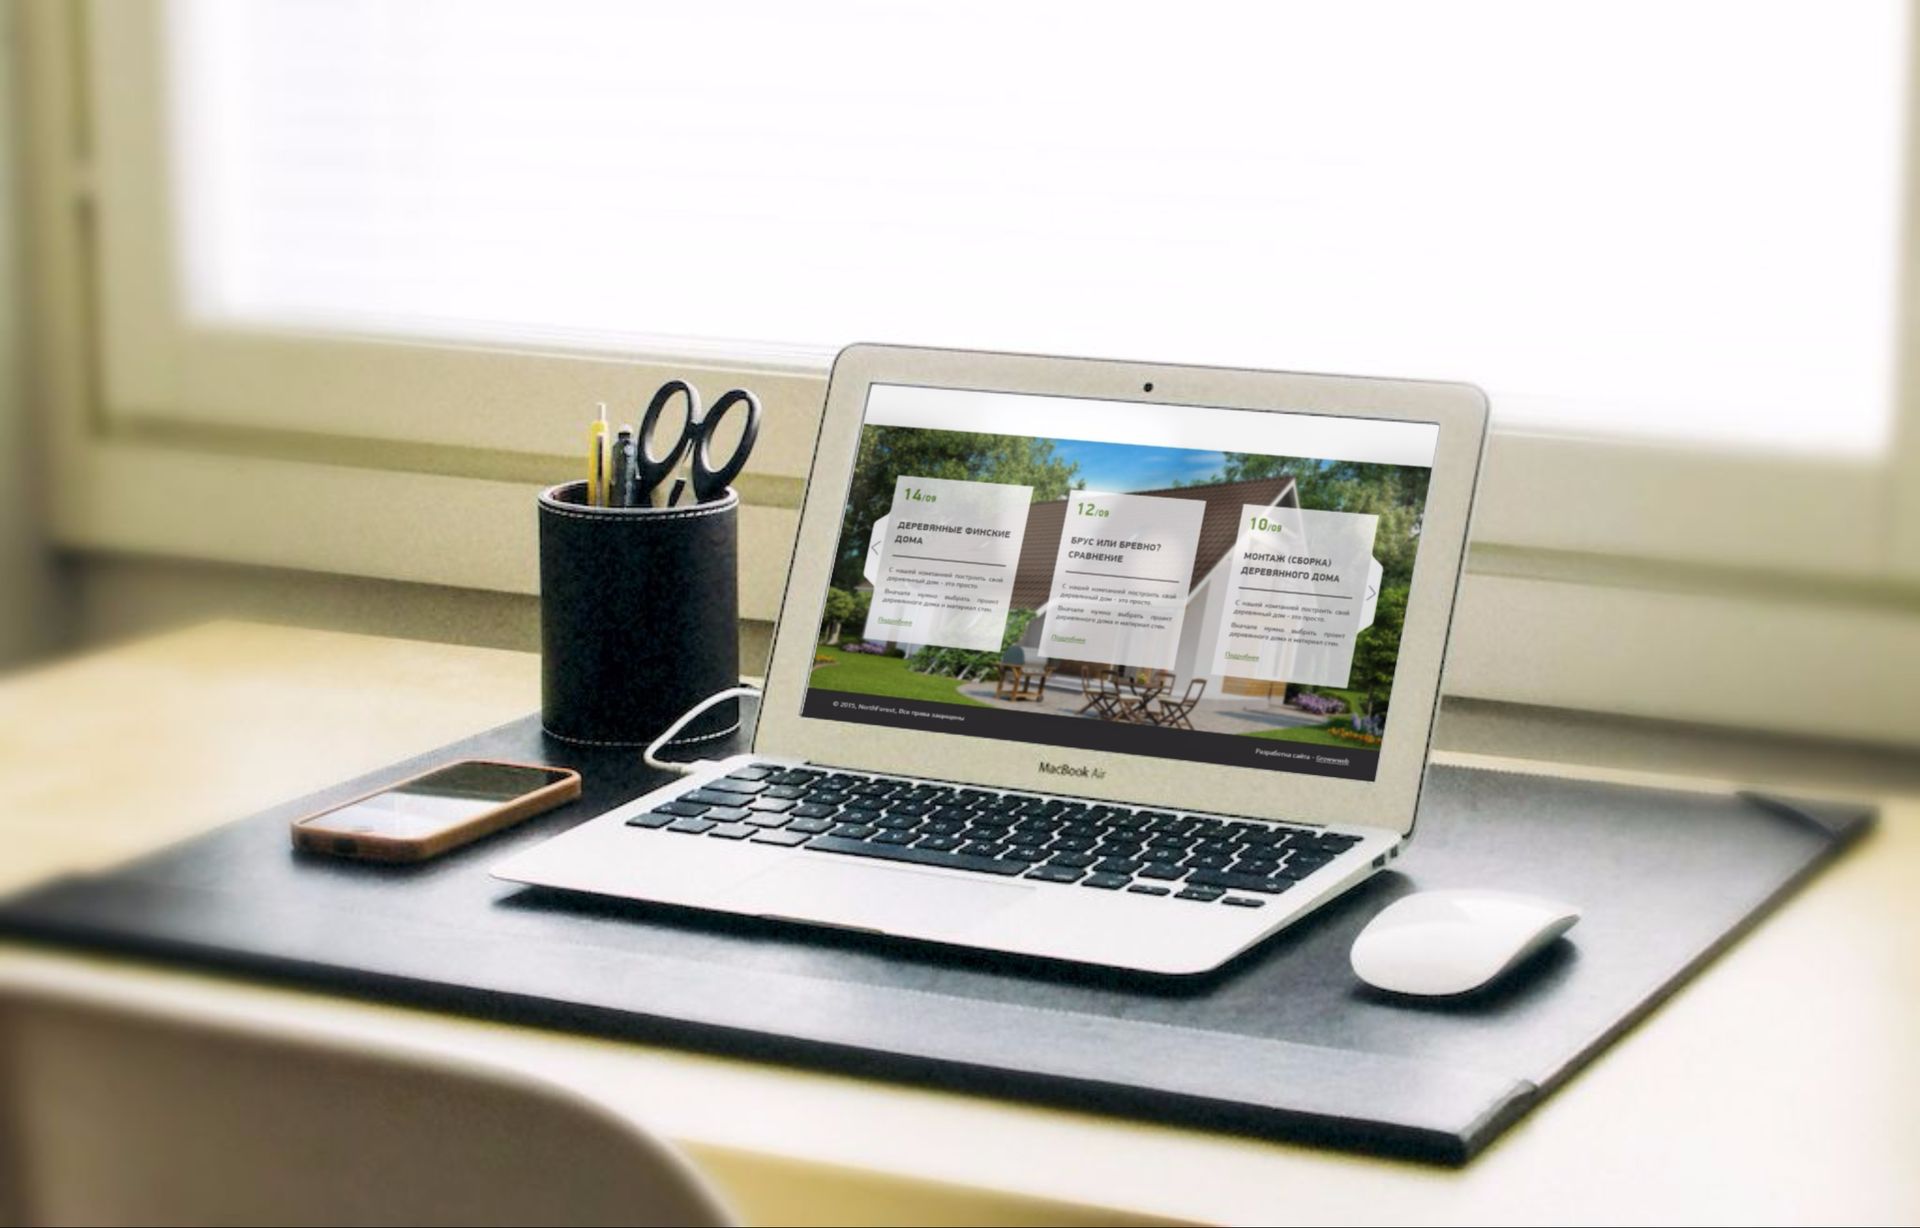 14/09
ДЕРЕВЯННЫЕ ФИНСКИЕ
ДОМА
С нашей компанией построить свой
деревянный дом - это просто.
Вначале нужно выбрать проект
деревянного дома и материал стен.
Подробнее
12/09
БРУС ИЛИ БРЕВНО?
СРАВНЕНИЕ
С нашей компанией построить свой
деревянный дом - это просто.
Вначале нужно выбрать проект
деревянного дома и материал стен.
Подробнее
10/09
МОНТАЖ (СБОРКА)
ДЕРЕВЯННОГО ДОМА
С нашей компанией построить свой
деревянный дом - это просто.
Вначале нужно выбрать проект
деревянного дома и материал стен.
Подробнее
© 2015, NorthForest, Все права защищены
Разработка сайта - Growwweb
MacBook Air